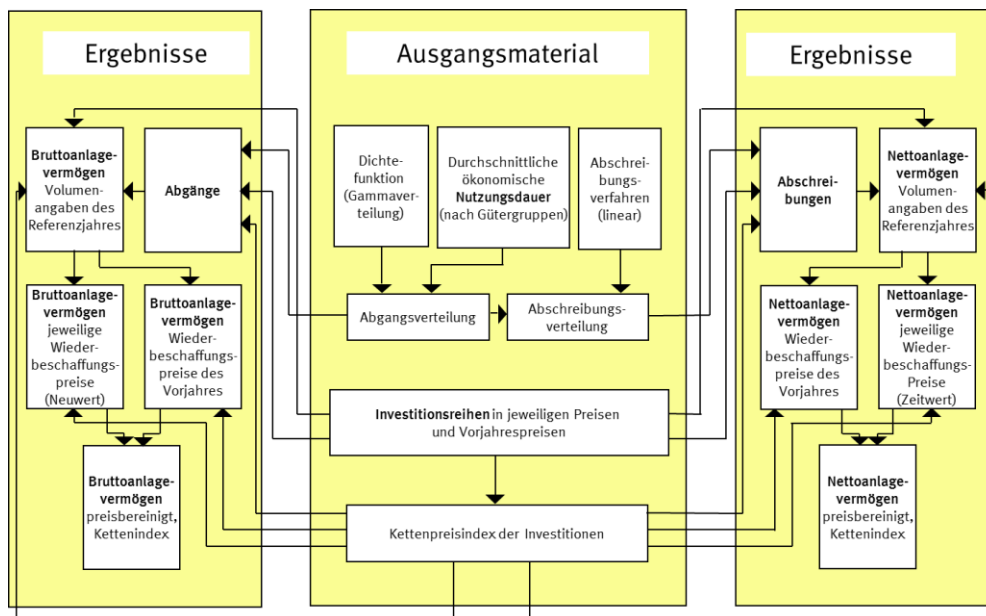 Ergebnisse
Bruttoanlage-
vermögen
Volumen-
angaben des
Referenzjahres
Abgänge
Bruttoanlage-
vermögen
jeweilige
Wieder-
beschaffungs-
preise
(Neuwert)
Bruttoanlage-
vermögen
Wieder-
beschaffungs-
preise des
Vorjahres
Bruttoanlage-
vermögen
preisbereinigt,
Kettenindex
Ausgangsmaterial
Dichte-
funktion
(Gammaver-
teilung)
Durchschnittliche
ökonomische
Nutzungsdauer
(nach Gütergruppen)
Abschrei-
bungs-
verfahren
(linear)
Abgangsverteilung
Abschreibungs-
verteilung
Investitionsreihen in jeweiligen Preisen
und Vorjahrespreisen
Kettenpreisindex der Investitionen
Ergebnisse
Abschrei-
bungen
Nettoanlage-
vermögen
Volumen-
angaben des
Referenzjahres
Nettoanlage-
vermögen
Wieder-
beschaffungs-
preise des
Vorjahres
Nettoanlage-
vermögen
jeweilige
Wieder-
beschaffungs-
Preise
(Zeitwert)
Nettoanlage-
vermögen
preisbereinigt,
Kettenindex